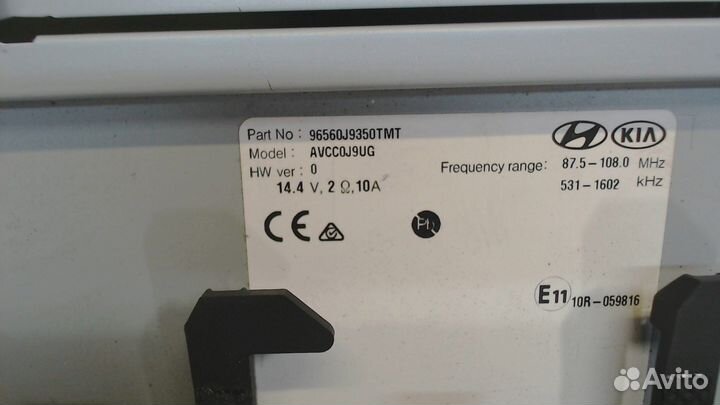 Part No : 96560J9350TMT
Model : AVCC0J9UG
HW ver : 0
14.4 V, 2 Ω, 10A
KIA
Frequency range: 87.5-108.0 MHz
531-1602 kHz
CE
E11 10R-059816
Avito